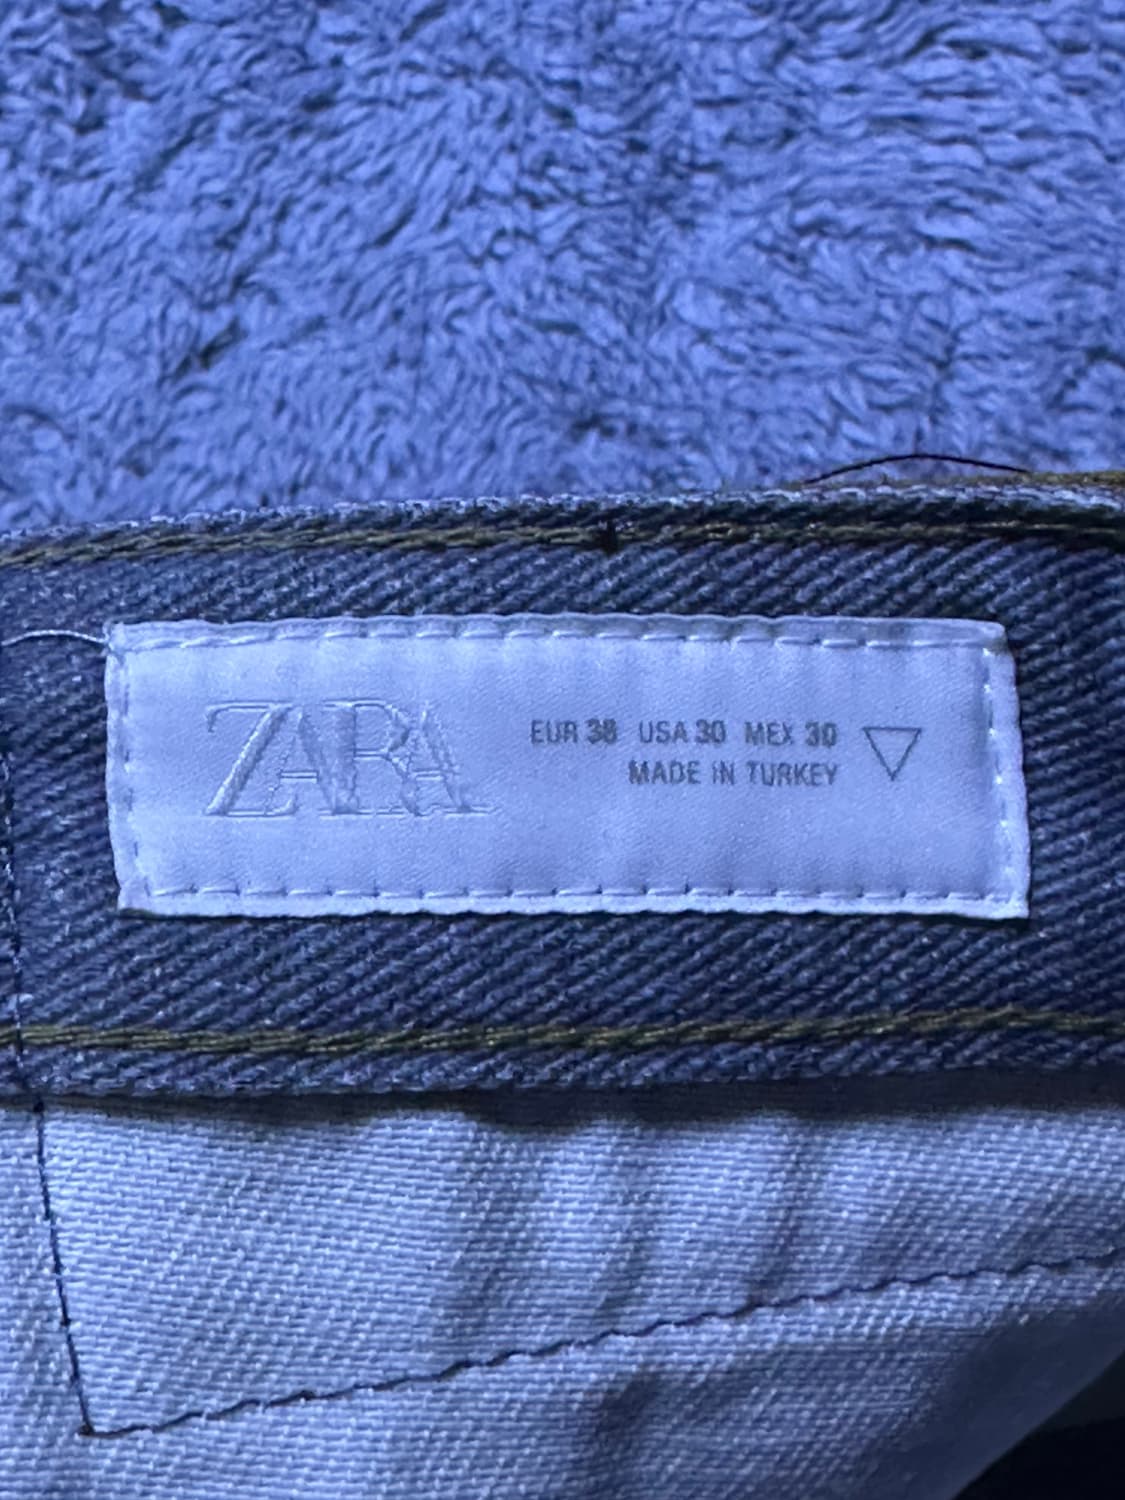 ZARA
EUR 38 USA 30 MEX 30
MADE IN TURKEY